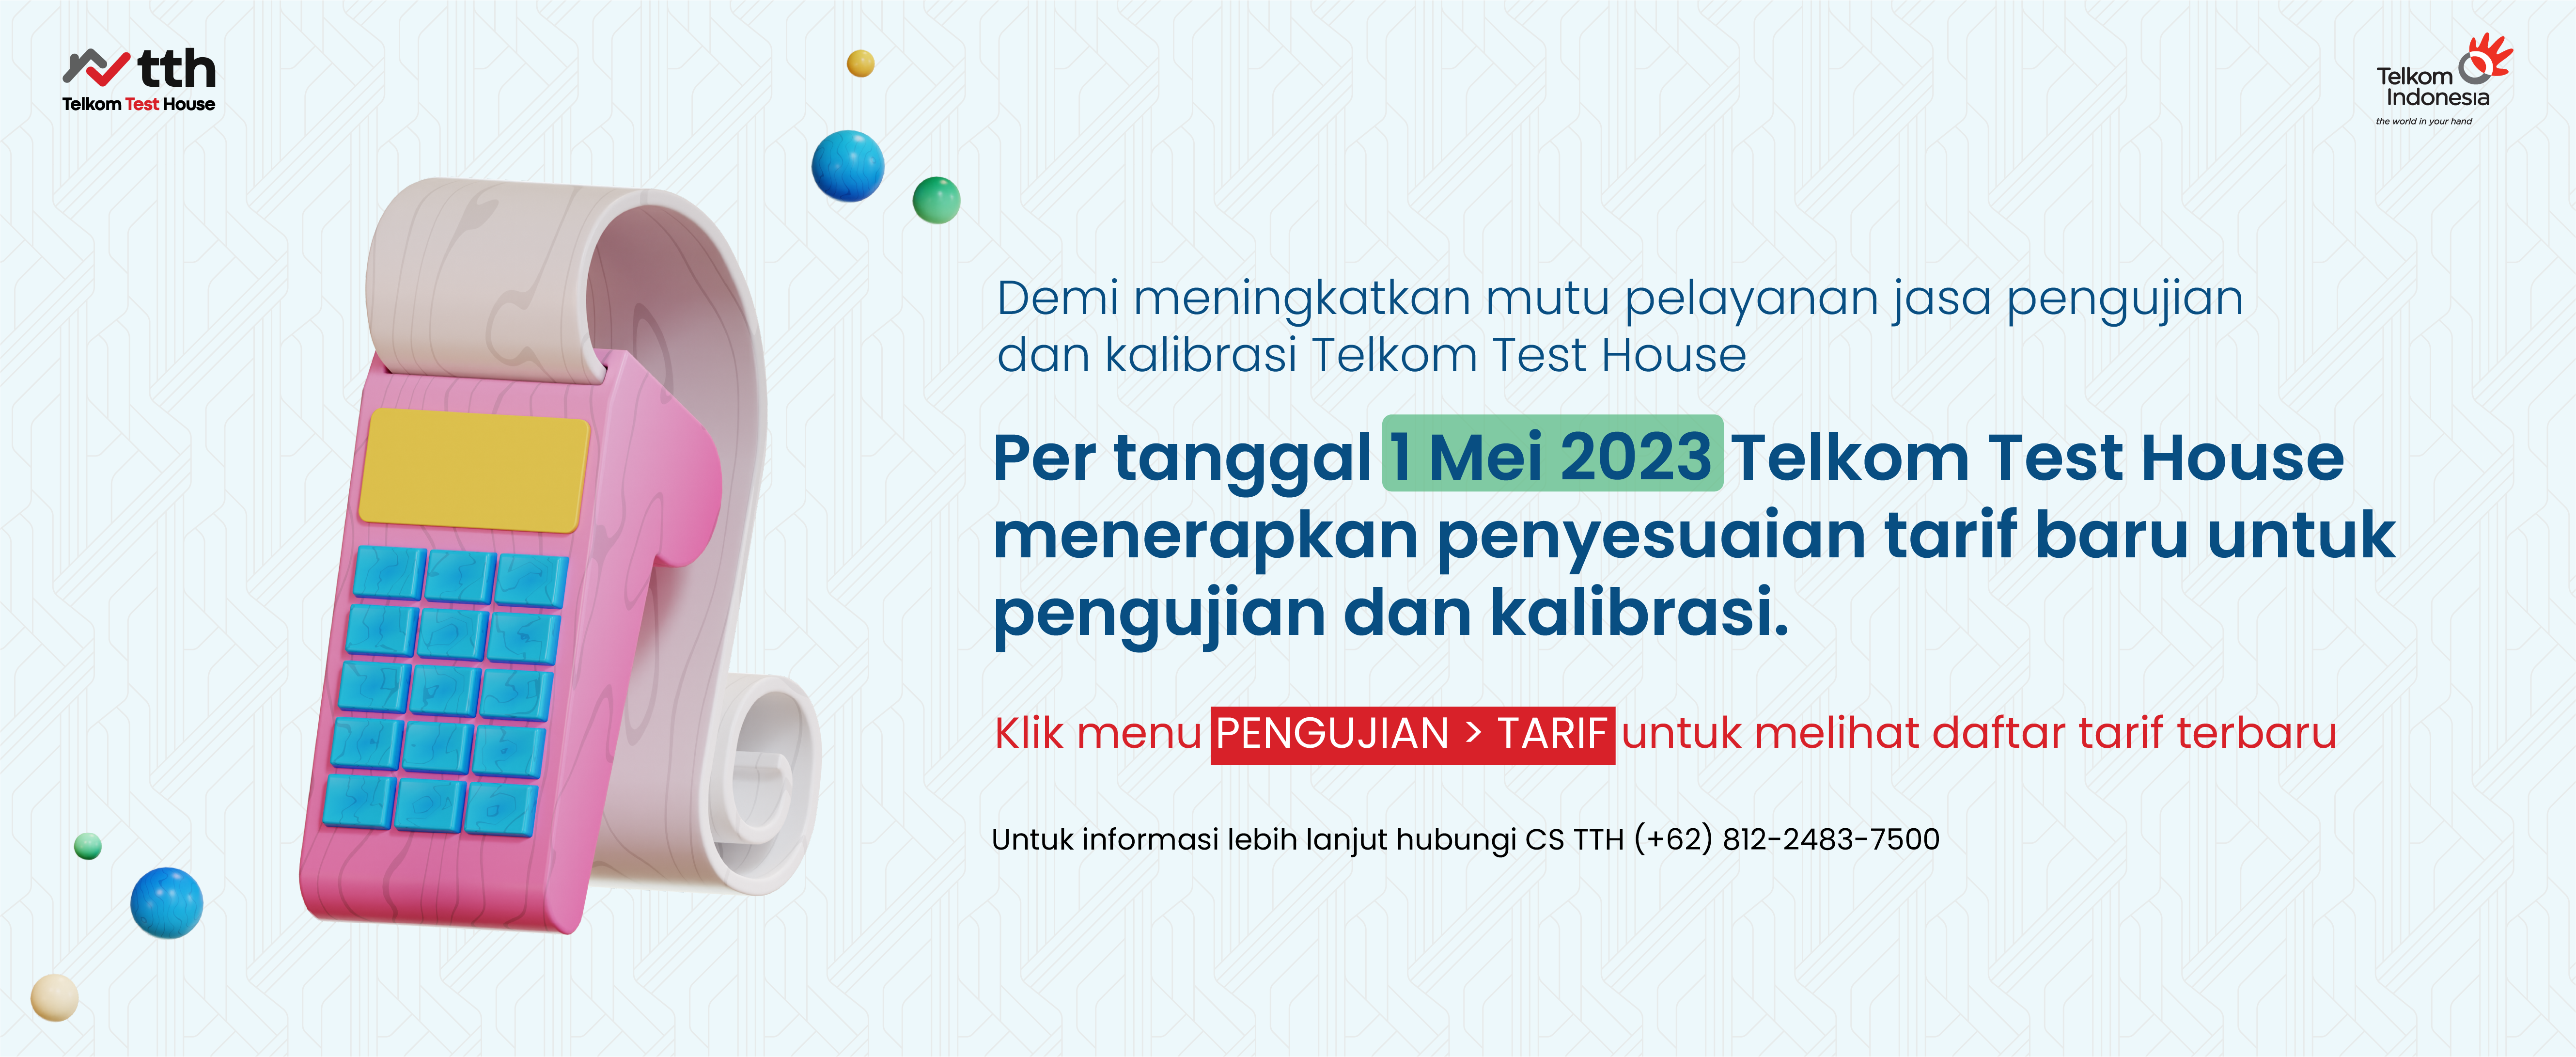 tth
Telkom Test House
Telkom
Indonesia
the world in your hand
Demi meningkatkan mutu pelayanan jasa pengujian
dan kalibrasi Telkom Test House
Per tanggal 1 Mei 2023 Telkom Test House
menerapkan penyesuaian tarif baru untuk
pengujian dan kalibrasi.
Klik menu PENGUJIAN > TARIF untuk melihat daftar tarif terbaru
Untuk informasi lebih lanjut hubungi CS TTH (+62) 812-2483-7500